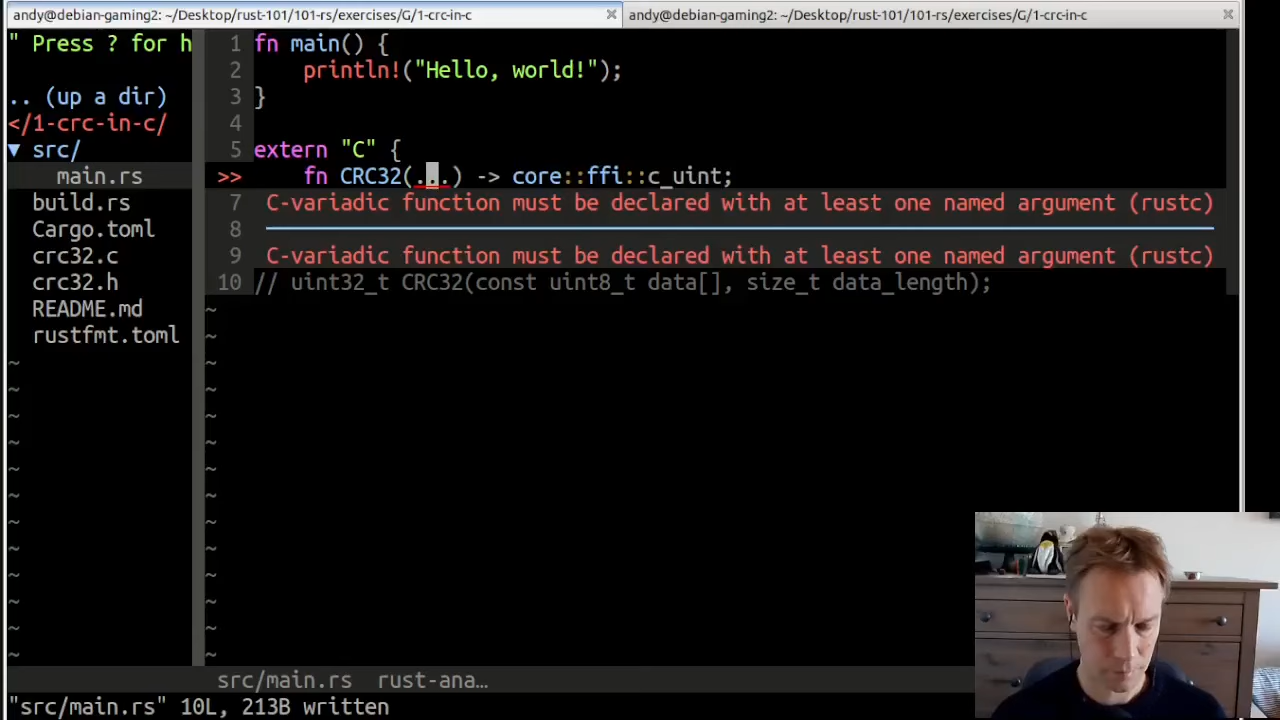 andy@debian-gaming2: ~/Desktop/rust-101/101-rs/exercises/G/1-crc-in-c × andy@debian-gaming2: ~/Desktop/rust-101/101-rs/exercises/G/1-crc-in-c ×
" Press ? for h
.. (up a dir)
</1-crc-in-c/
▼ src/
main.rs
build.rs
Cargo.toml
crc32.c
crc32.h
README.md
rustfmt.toml
~
~
~
~
~
~
~
~
~
~
~
~
1 fn main() {
2 println!("Hello, world!");
3 }
4
5 extern "C" {
>> fn CRC32(...) -> core::ffi::c_uint;
7 C-variadic function must be declared with at least one named argument (rustc)
8
9 C-variadic function must be declared with at least one named argument (rustc)
10 // uint32_t CRC32(const uint8_t data[], size_t data_length);
~
~
~
~
~
~
~
~
~
~
~
~
~
~
src/main.rs rust-ana...
"src/main.rs" 10L, 213B written